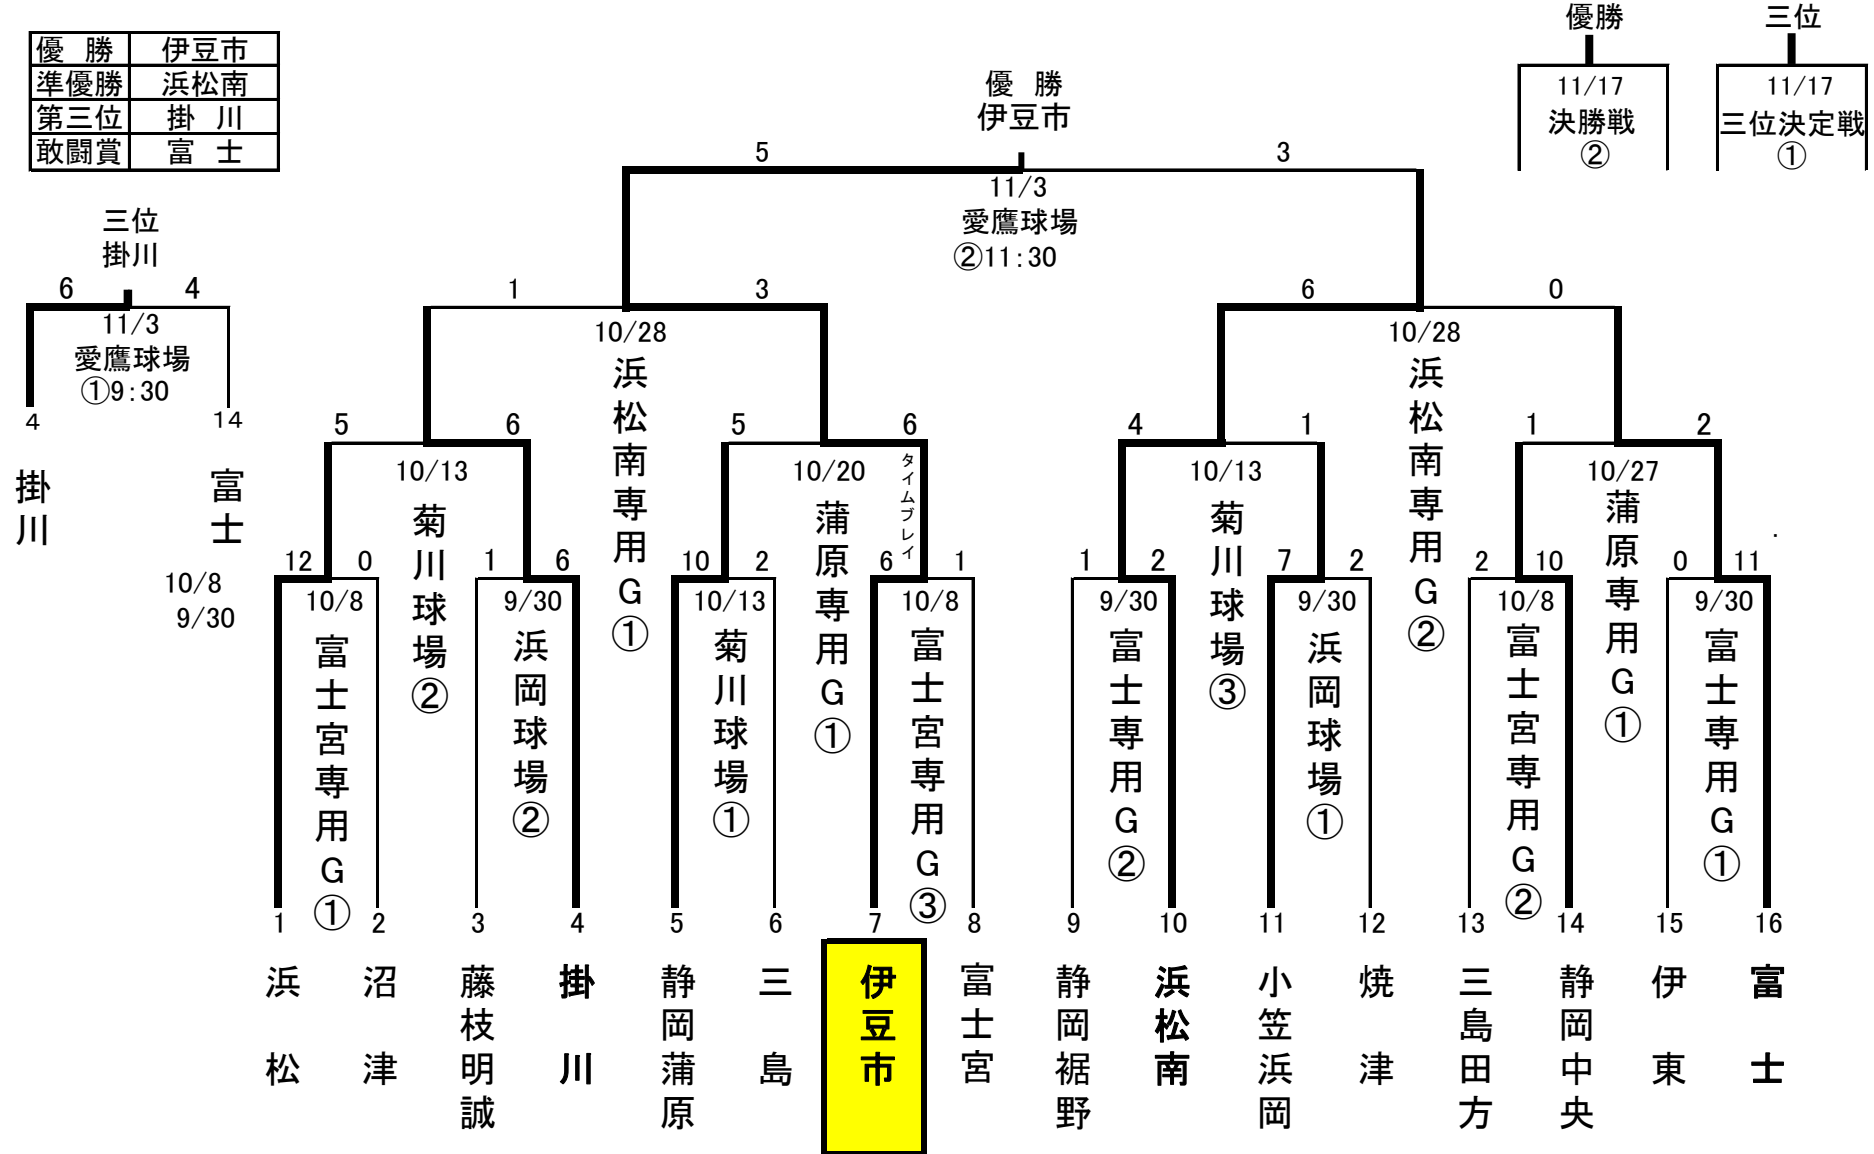 優勝 三位
優 勝 伊豆市
準優勝 浜松南
第三位 掛 川
敢闘賞 富 士
11/17 11/17
決勝戦 三位決定戦
② ①
優 勝
伊豆市
5 3
11/3
愛鷹球場
②11:30
三位
掛川
6 4
11/3
愛鷹球場
①9:30
4 14
掛川
富士
10/8
9/30
1 3 6 0
10/28
浜松南専用G①
10/28
浜松南専用G②
5 6 5 6 4 1 1 2
タイムブレイ
10/13
菊川球場②
10/20
蒲原専用G①
10/13
菊川球場③
10/27
蒲原専用G①
12 0 1 6 10 2 6 1 1 2 7 2 2 10 0 11
10/8
富士宮専用G①
9/30
浜岡球場②
10/13
菊川球場①
10/8
富士宮専用G③
9/30
富士専用G②
9/30
浜岡球場①
10/8
富士宮専用G②
9/30
富士専用G①
1 2 3 4 5 6 7 8 9 10 11 12 13 14 15 16
浜松
沼津
藤枝明誠
掛川
静岡蒲原
三島
伊豆市
富士宮
静岡裾野
浜松南
小笠浜岡
焼津
三島田方
静岡中央
伊東
富士